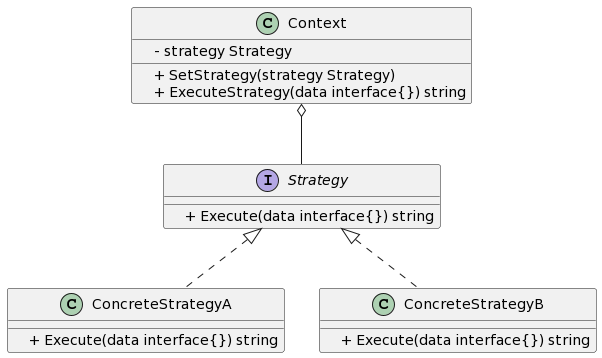 C Context
- strategy Strategy
+ SetStrategy(strategy Strategy)
+ ExecuteStrategy(data interface{}) string
I Strategy
+ Execute(data interface{}) string
C ConcreteStrategyA
+ Execute(data interface{}) string
C ConcreteStrategyB
+ Execute(data interface{}) string